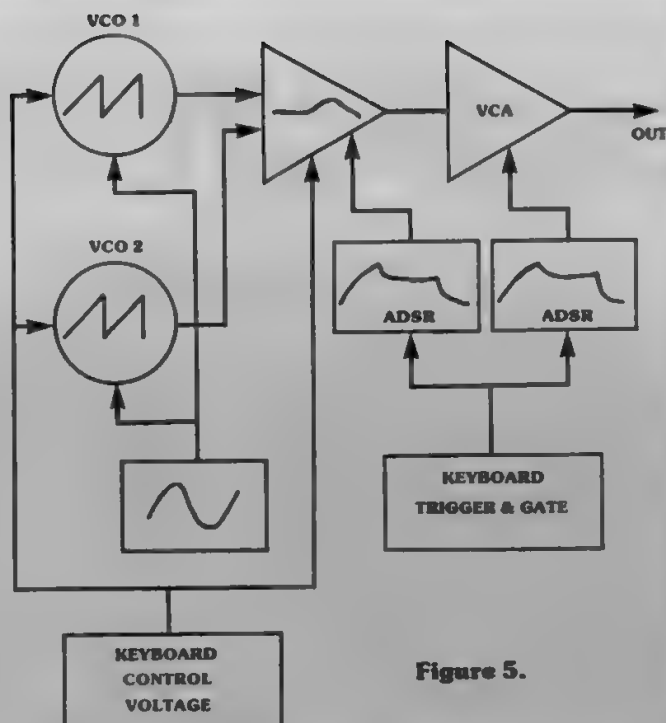 VCO 1
VCA
OUT
VCO 2
ADSR
ADSR
KEYBOARD
TRIGGER & GATE
KEYBOARD
CONTROL
VOLTAGE
Figure 5.